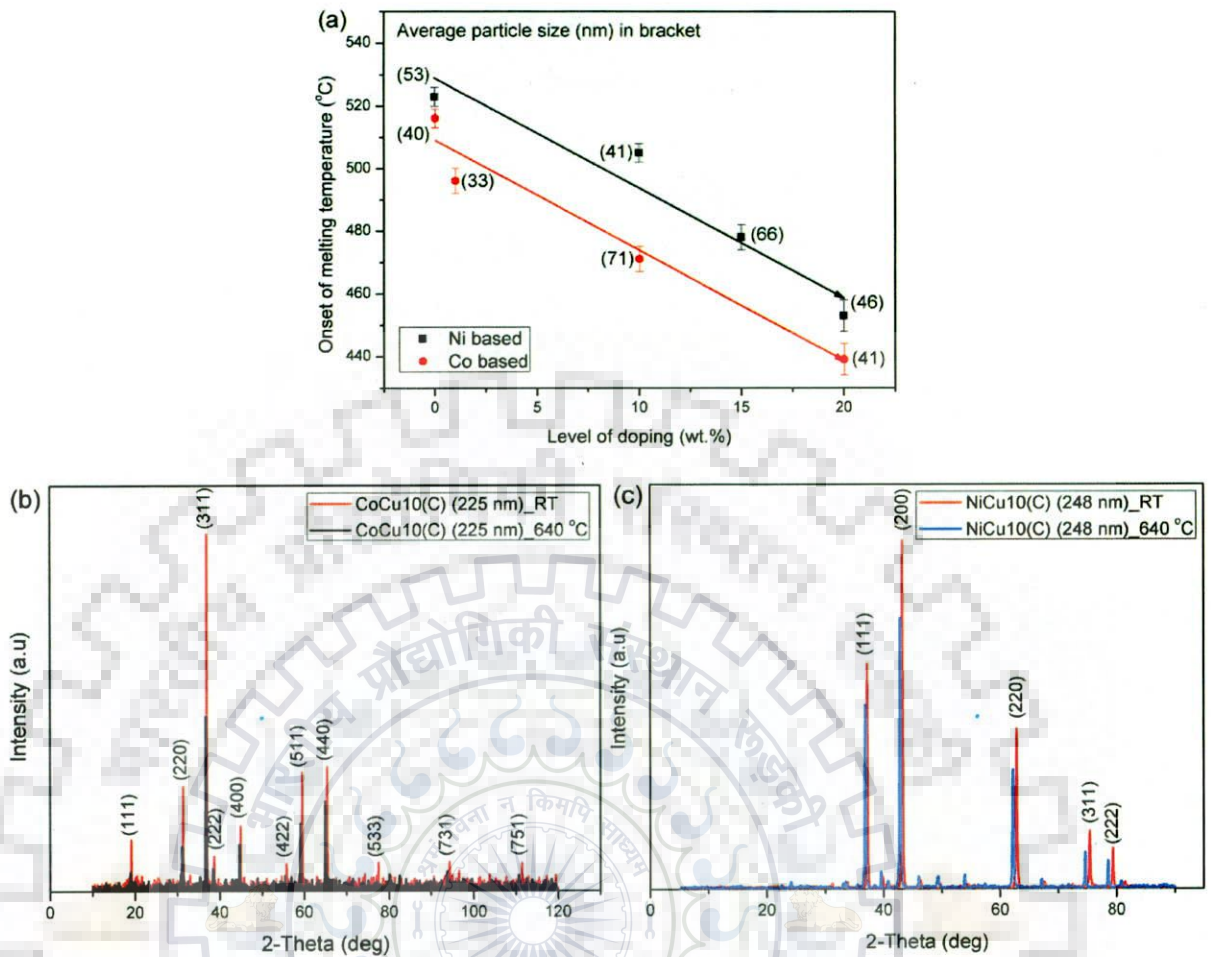 (a)
Average particle size (nm) in bracket
Onset of melting temperature (°C)
540
520
500
480
460
440
(53)
(40)
(33)
(41)
(71)
(66)
(46)
(41)
Ni based
Co based
0
5
10
15
20
Level of doping (wt.%)
(b)
CoCu10(C) (225 nm)_RT
CoCu10(C) (225 nm)_640 °C
Intensity (a.u)
(111)
(220)
(311)
(222)
(400)
(422)
(511)
(440)
(533)
(731)
(751)
0
20
40
60
80
100
120
2-Theta (deg)
(c)
NiCu10(C) (248 nm)_RT
NiCu10(C) (248 nm)_640 °C
Intensity (a.u)
(111)
(200)
(220)
(311)
(222)
0
20
40
60
80
2-Theta (deg)